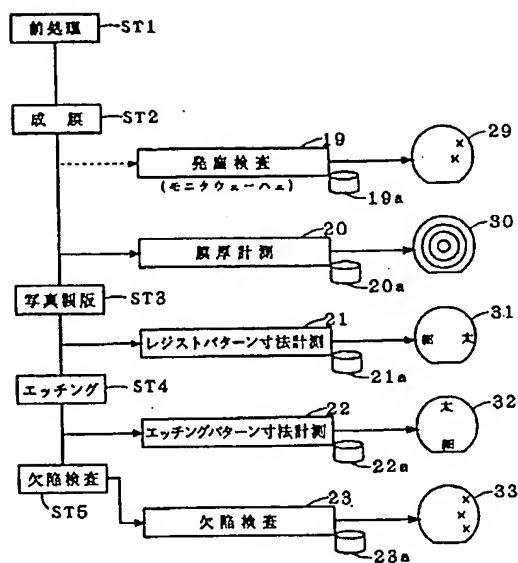 前処理 ST1
成膜 ST2
19 29
発塵検査
(モニタウェーハ) 19a
20 30
膜厚計測
20a
写真製版 ST3
21 31
レジストパターン寸法計測 細 太
21a
エッチング ST4
22 32
エッチングパターン寸法計測 太 細
22a
欠陥検査 ST5
23 33
欠陥検査
23a